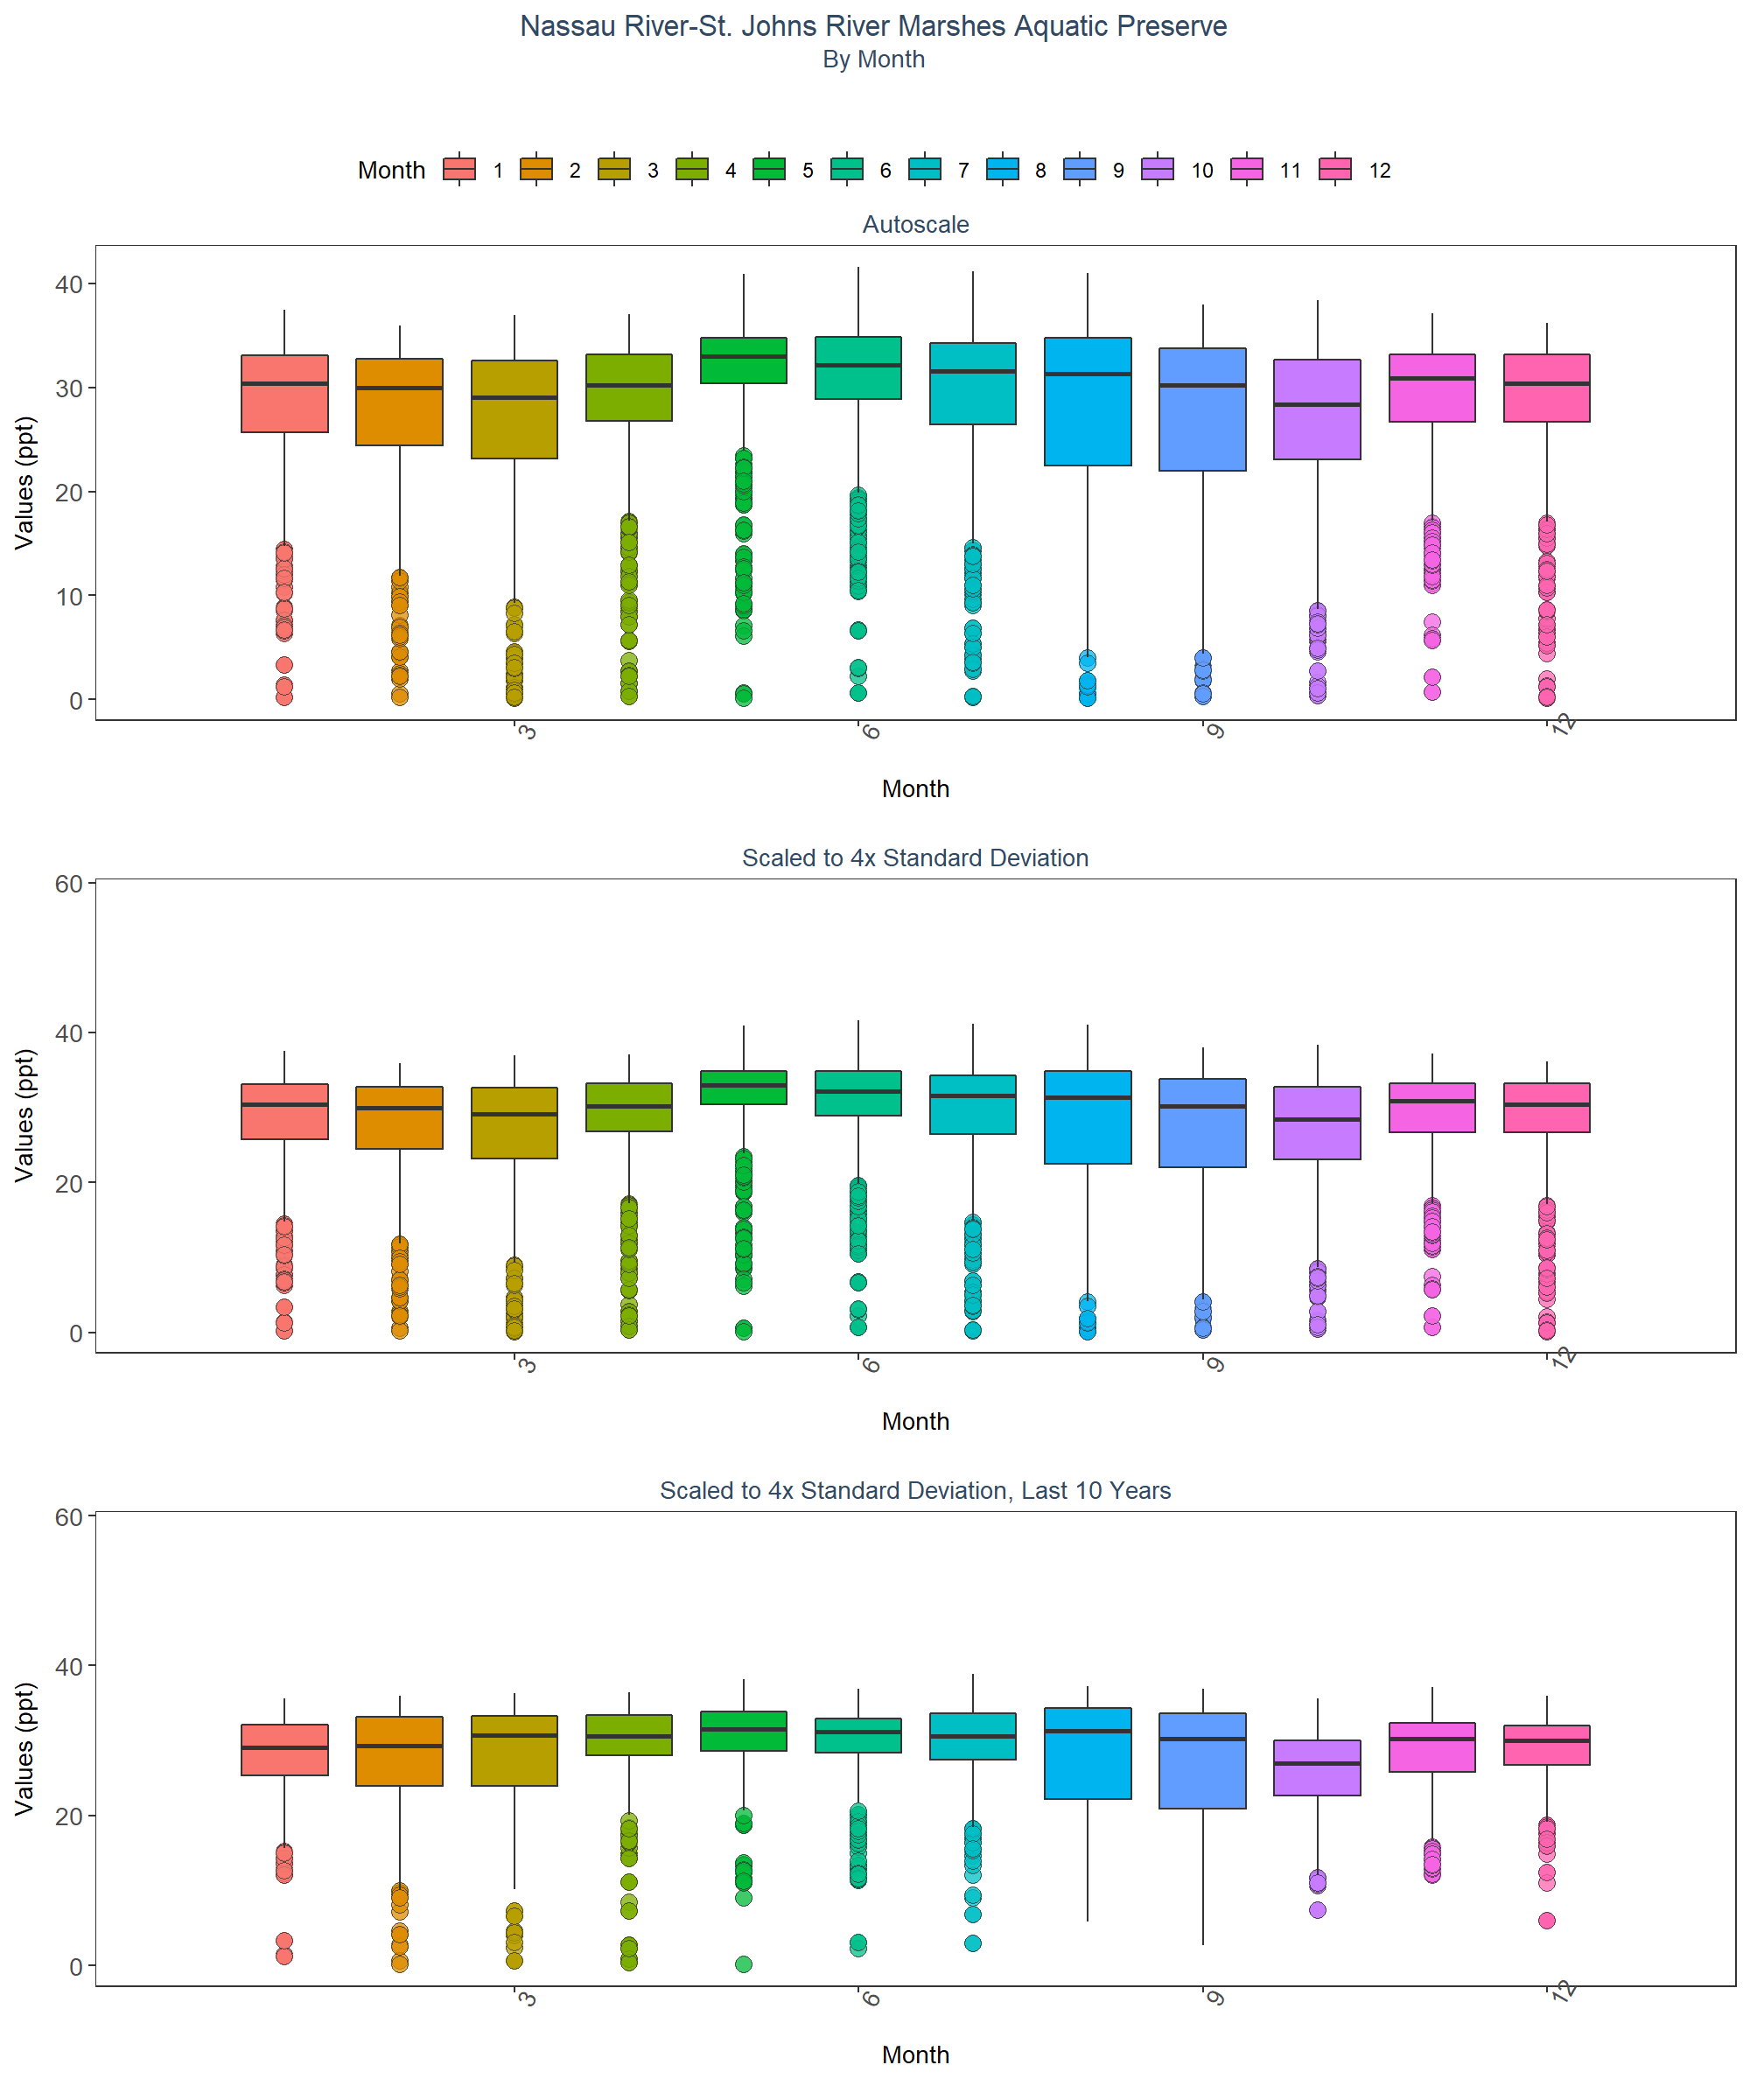 Nassau River-St. Johns River Marshes Aquatic Preserve
By Month
Month 1 2 3 4 5 6 7 8 9 10 11 12
Autoscale
Values (ppt)
40
30
20
10
0
3 6 9 12
Month
Scaled to 4x Standard Deviation
Values (ppt)
60
40
20
0
3 6 9 12
Month
Scaled to 4x Standard Deviation, Last 10 Years
Values (ppt)
60
40
20
0
3 6 9 12
Month